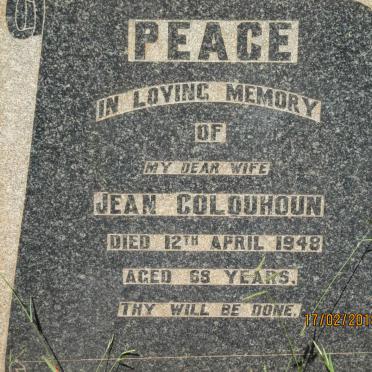 PEACE
IN LOVING MEMORY
OF
MY DEAR WIFE
JEAN COLQUHOUN
DIED 12TH APRIL 1948
AGED 68 YEARS.
THY WILL BE DONE.
17/02/201